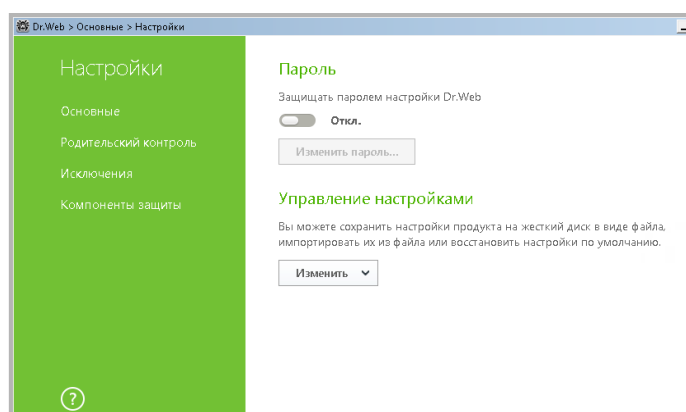 Dr.Web > Основные > Настройки
Настройки
Основные
Родительский контроль
Исключения
Компоненты защиты
?
Пароль
Защищать паролем настройки Dr.Web
Откл.
Изменить пароль...
Управление настройками
Вы можете сохранить настройки продукта на жесткий диск в виде файла,
импортировать их из файла или восстановить настройки по умолчанию.
Изменить